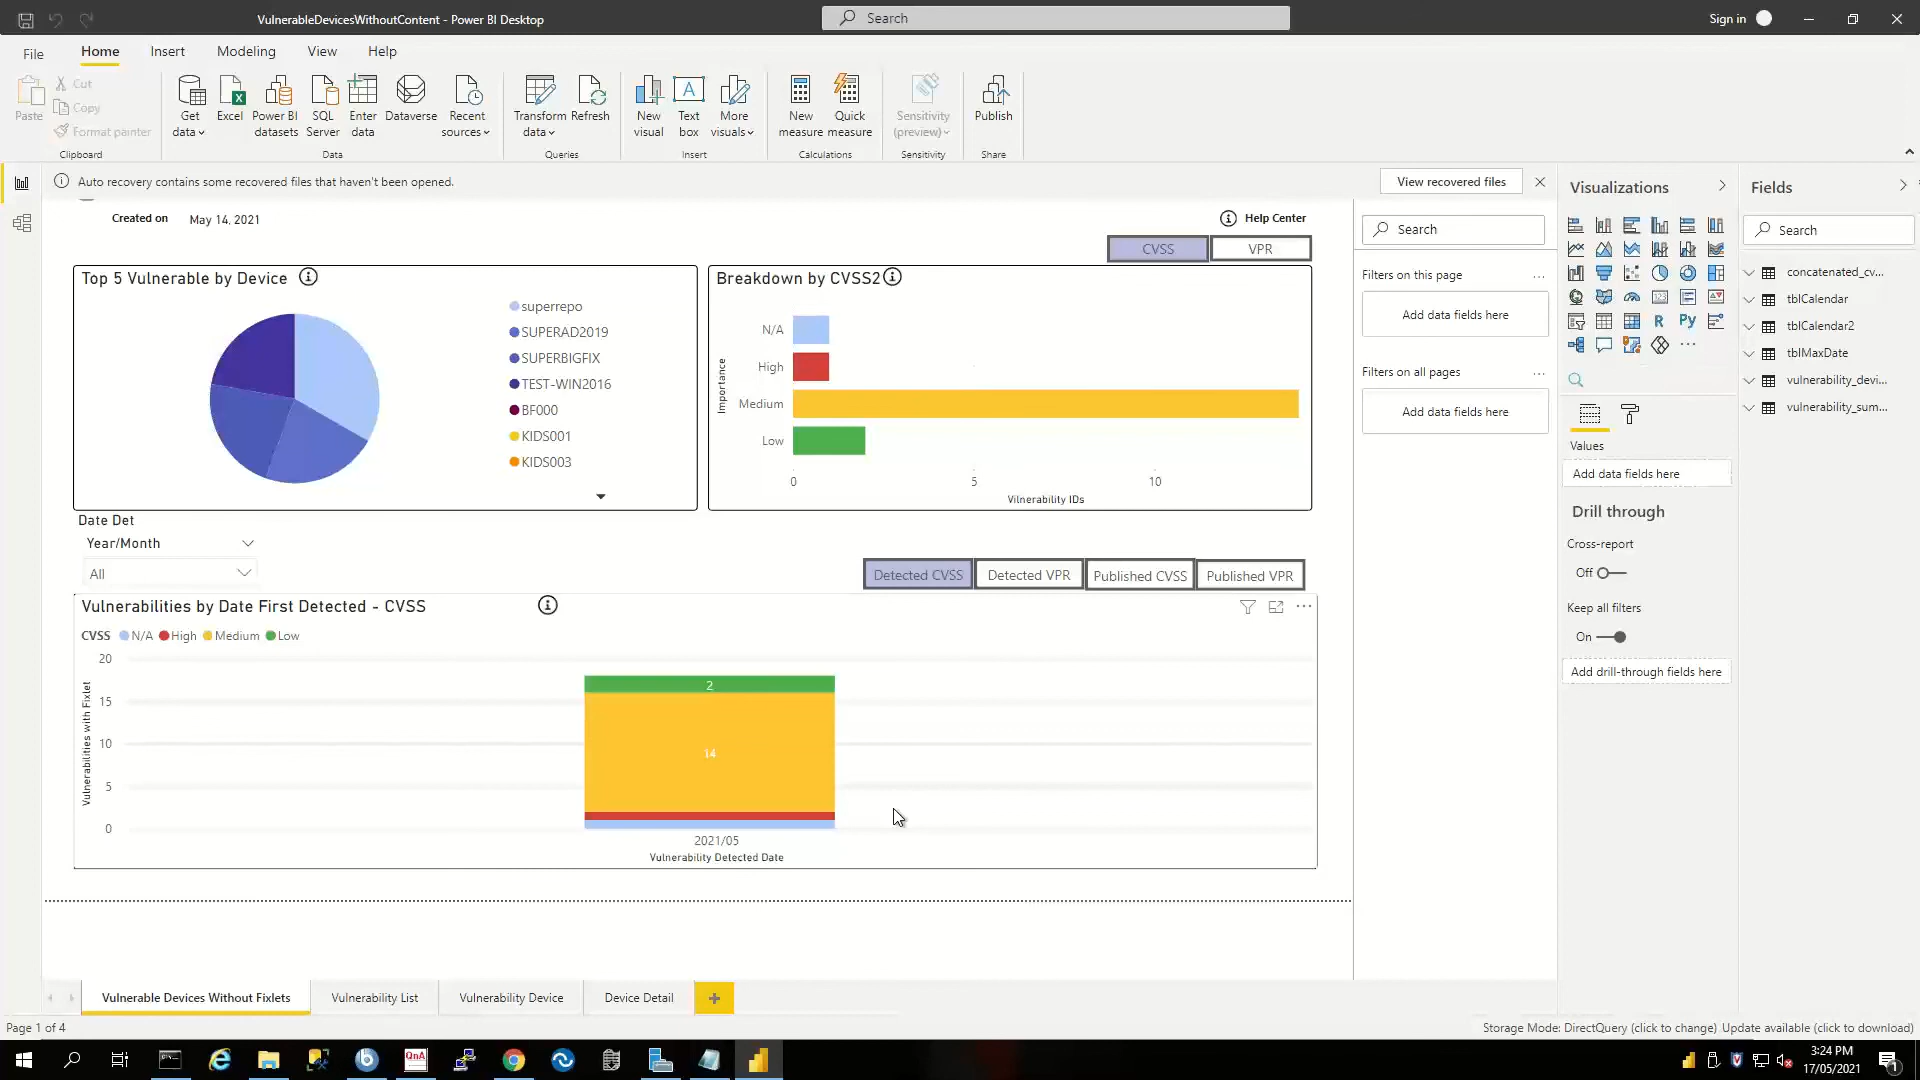 VulnerableDevicesWithoutContent - Power BI Desktop
Search
Sign in
File
Home
Insert
Modeling
View
Help
Paste
Cut
Copy
Format painter
Clipboard
Get data
Excel
Power BI datasets
SQL Server
Enter data
Dataverse
Recent sources
Data
Transform data
Refresh
Queries
New visual
Text box
More visuals
Insert
New measure
Quick measure
Calculations
Sensitivity (preview)
Sensitivity
Publish
Share
Auto recovery contains some recovered files that haven't been opened.
View recovered files
Created on May 14, 2021
Help Center
CVSS
VPR
Top 5 Vulnerable by Device
superrepo
SUPERAD2019
SUPERBIGFIX
TEST-WIN2016
BF000
KIDS001
KIDS003
Breakdown by CVSS2
Importance
N/A
High
Medium
Low
0 5 10
Vilnerability IDs
Date Det
Year/Month
All
Detected CVSS
Detected VPR
Published CVSS
Published VPR
Vulnerabilities by Date First Detected - CVSS
CVSS N/A High Medium Low
Vulnerabilities with Fixlet
20
15
10
5
0
2
14
2021/05
Vulnerability Detected Date
Search
Filters on this page
...
Add data fields here
Filters on all pages
...
Add data fields here
Visualizations
123
R
Py
...
Values
Add data fields here
Drill through
Cross-report
Off
Keep all filters
On
Add drill-through fields here
Fields
Search
concatenated_cv...
tblCalendar
tblCalendar2
tblMaxDate
vulnerability_devi...
vulnerability_sum...
Vulnerable Devices Without Fixlets
Vulnerability List
Vulnerability Device
Device Detail
+
Page 1 of 4
Storage Mode: DirectQuery (click to change)
Update available (click to download)
QnA
3:24 PM
17/05/2021
1